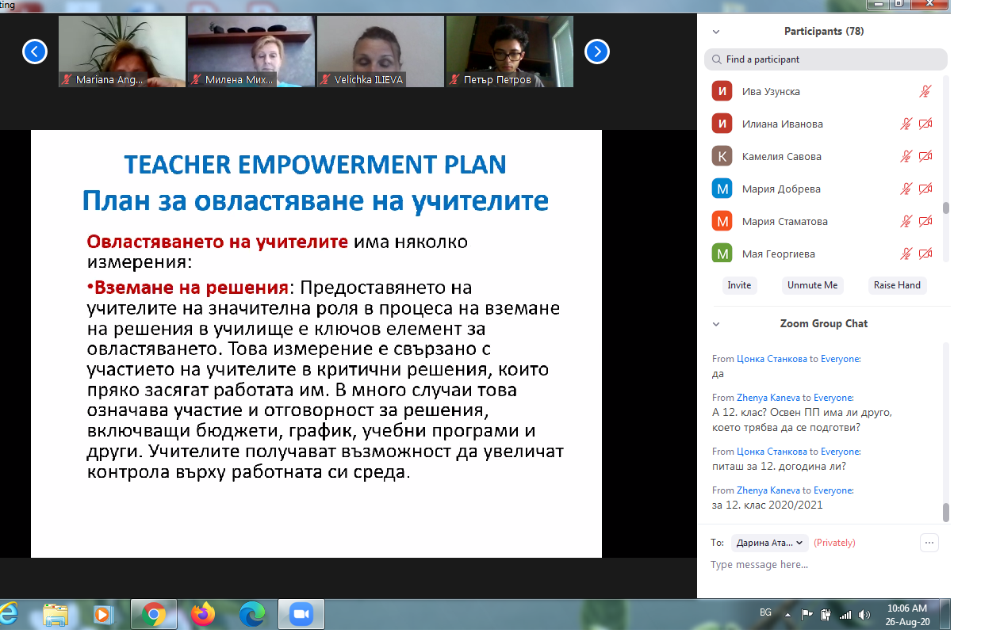 ting
Mariana Ang...
Милена Мих...
Velichka ILIEVA
Петър Петров
TEACHER EMPOWERMENT PLAN
План за овластяване на учителите
Овластяването на учителите има няколко
измерения:
•Вземане на решения: Предоставянето на
учителите на значителна роля в процеса на вземане
на решения в училище е ключов елемент за
овластяването. Това измерение е свързано с
участието на учителите в критични решения, които
пряко засягат работата им. В много случаи това
означава участие и отговорност за решения,
включващи бюджети, график, учебни програми и
други. Учителите получават възможност да увеличат
контрола върху работната си среда.
Participants (78)
Find a participant
И Ива Узунска
И Илиана Иванова
К Камелия Савова
М Мария Добрева
М Мария Стаматова
М Мая Георгиева
Invite Unmute Me Raise Hand
Zoom Group Chat
From Цонка Станкова to Everyone:
да
From Zhenya Kaneva to Everyone:
А 12. клас? Освен ПП има ли друго,
което трябва да се подготви?
From Цонка Станкова to Everyone:
питаш за 12. догодина ли?
From Zhenya Kaneva to Everyone:
за 12. клас 2020/2021
To: Дарина Ата... (Privately)
Type message here...
BG
10:06 AM
26-Aug-20